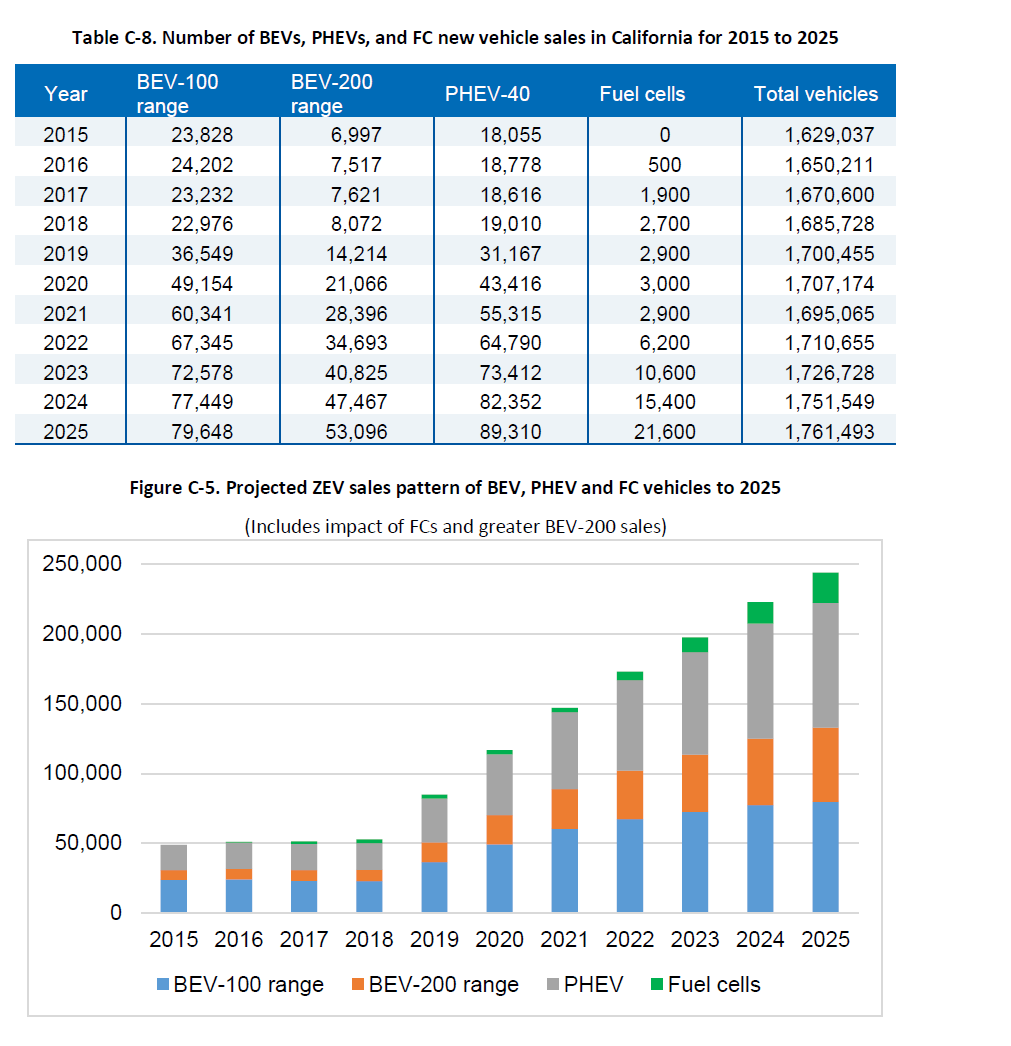 Table C-8. Number of BEVs, PHEVs, and FC new vehicle sales in California for 2015 to 2025
Year BEV-100 range BEV-200 range PHEV-40 Fuel cells Total vehicles
2015 23,828 6,997 18,055 0 1,629,037
2016 24,202 7,517 18,778 500 1,650,211
2017 23,232 7,621 18,616 1,900 1,670,600
2018 22,976 8,072 19,010 2,700 1,685,728
2019 36,549 14,214 31,167 2,900 1,700,455
2020 49,154 21,066 43,416 3,000 1,707,174
2021 60,341 28,396 55,315 2,900 1,695,065
2022 67,345 34,693 64,790 6,200 1,710,655
2023 72,578 40,825 73,412 10,600 1,726,728
2024 77,449 47,467 82,352 15,400 1,751,549
2025 79,648 53,096 89,310 21,600 1,761,493
Figure C-5. Projected ZEV sales pattern of BEV, PHEV and FC vehicles to 2025
(Includes impact of FCs and greater BEV-200 sales)
250,000
200,000
150,000
100,000
50,000
0
2015 2016 2017 2018 2019 2020 2021 2022 2023 2024 2025
BEV-100 range BEV-200 range PHEV Fuel cells